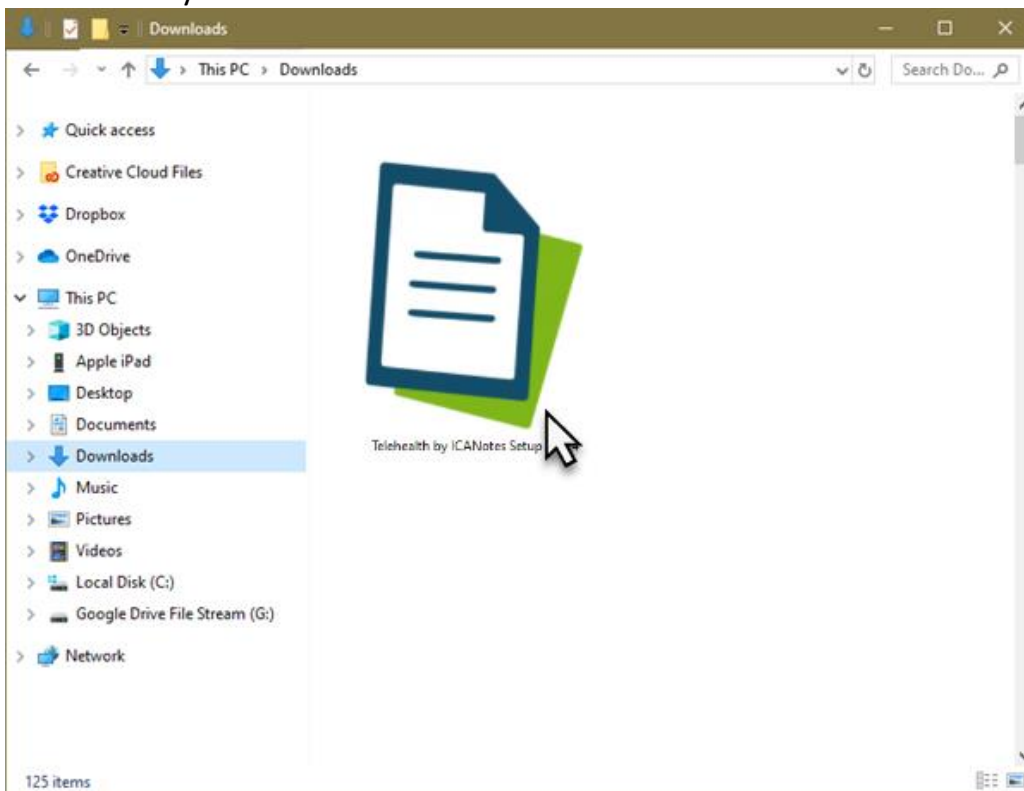 Downloads
This PC > Downloads
Search Do...
Quick access
Creative Cloud Files
Dropbox
OneDrive
This PC
3D Objects
Apple iPad
Desktop
Documents
Downloads
Music
Pictures
Videos
Local Disk (C:)
Google Drive File Stream (G:)
Network
Telehealth by ICANotes Setup
125 items